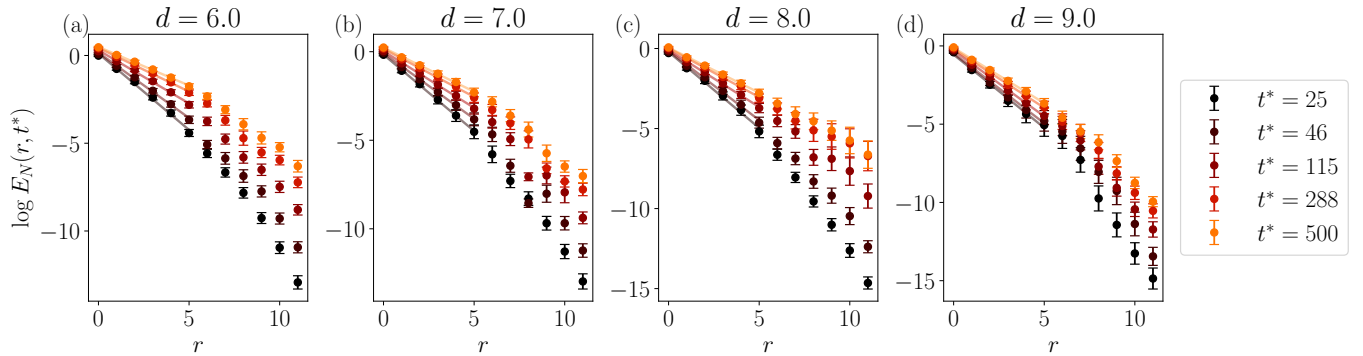 (a) d = 6.0
(b) d = 7.0
(c) d = 8.0
(d) d = 9.0
log E_N(r, t*)
0
−5
−10
0 5 10
r
0
−5
−10
0 5 10
r
0
−5
−10
−15
0 5 10
r
0
−5
−10
−15
0 5 10
r
t* = 25
t* = 46
t* = 115
t* = 288
t* = 500